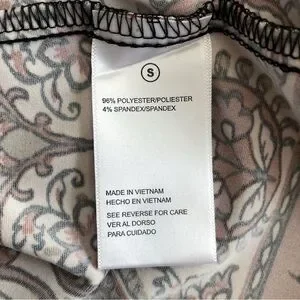 S
96% POLYESTER/POLIESTER
4% SPANDEX/SPANDEX
MADE IN VIETNAM
HECHO EN VIETNAM
SEE REVERSE FOR CARE
VER AL DORSO
PARA CUIDADO